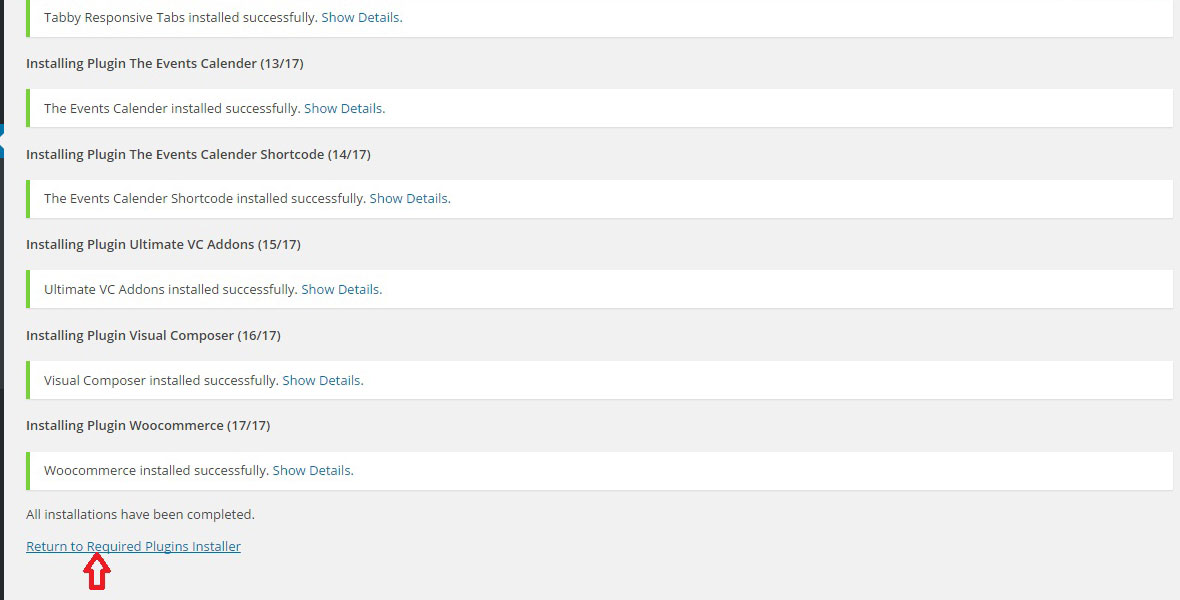 Tabby Responsive Tabs installed successfully. Show Details.
Installing Plugin The Events Calender (13/17)
The Events Calender installed successfully. Show Details.
Installing Plugin The Events Calender Shortcode (14/17)
The Events Calender Shortcode installed successfully. Show Details.
Installing Plugin Ultimate VC Addons (15/17)
Ultimate VC Addons installed successfully. Show Details.
Installing Plugin Visual Composer (16/17)
Visual Composer installed successfully. Show Details.
Installing Plugin Woocommerce (17/17)
Woocommerce installed successfully. Show Details.
All installations have been completed.
Return to Required Plugins Installer